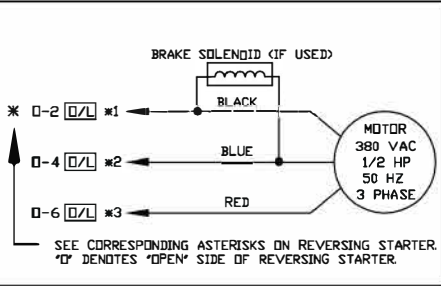 BRAKE SOLENOID (IF USED)
* O-2 O/L *1 BLACK
O-4 O/L *2 BLUE
O-6 O/L *3 RED
MOTOR
380 VAC
1/2 HP
50 HZ
3 PHASE
SEE CORRESPONDING ASTERISKS ON REVERSING STARTER.
"O" DENOTES "OPEN" SIDE OF REVERSING STARTER.